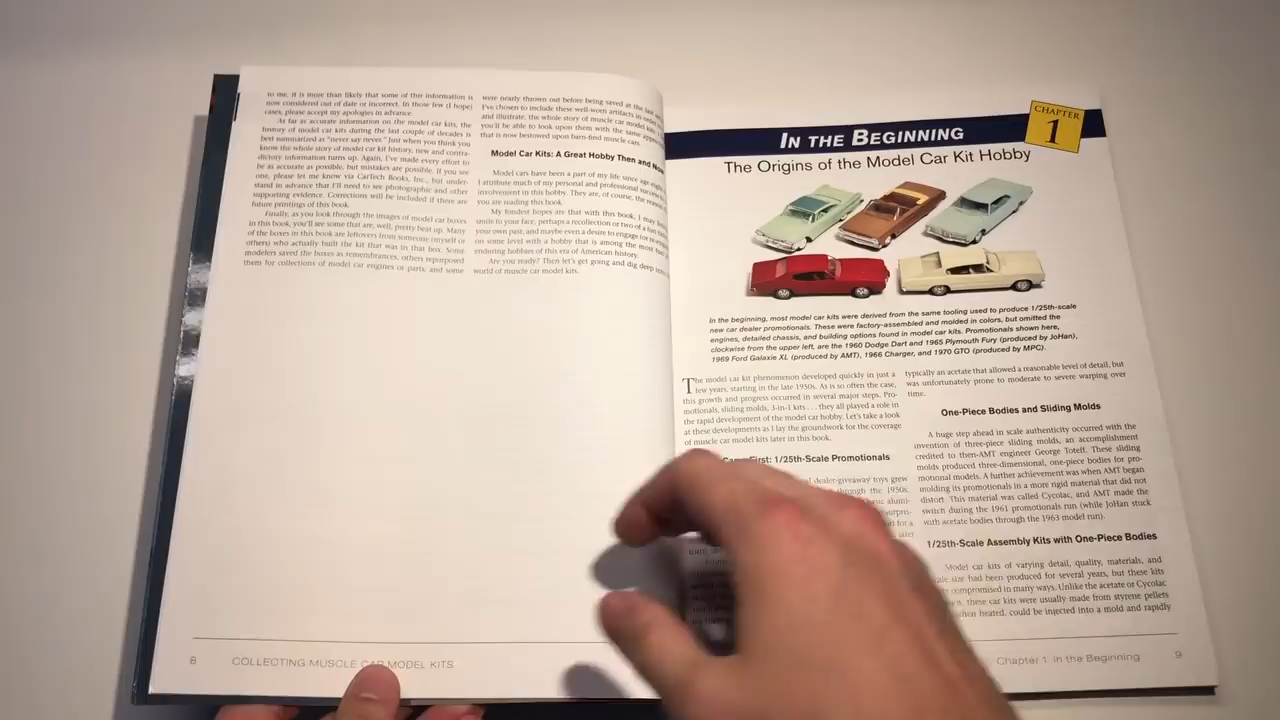 to me, it is more than likely that some of this information is
now considered out of date or incorrect. In those few (I hope)
cases, please accept my apologies in advance.
As far as accurate information on the model car kits, the
history of model car kits during the last couple of decades is
best summarized as "never say never." Just when you think you
know the whole story of model car kit history, new and contra-
dictory information turns up. Again, I've made every effort to
be as accurate as possible, but mistakes are possible. If you see
one, please let me know via CarTech Books, Inc., but under-
stand in advance that I'll need to see photographic and other
supporting evidence. Corrections will be included if there are
future printings of this book.
Finally, as you look through the images of model car boxes
in this book, you'll see some that are, well, pretty beat up. Many
of the boxes in this book are leftovers from someone (myself or
others) who actually built the kit that was in that box. Some
modelers saved the boxes as remembrances, others repurposed
them for collections of model car engines or parts, and some
were nearly thrown out before being saved at the last
I've chosen to include these well-worn artifacts in
and illustrate, the whole story of muscle car model
you'll be able to look upon them with the same
that is now bestowed upon barn-find muscle cars.
Model Car Kits: A Great Hobby Then and Now
Model cars have been a part of my life since age
I attribute much of my personal and professional success
involvement in this hobby. They are, of course, the reason
you are reading this book.
My fondest hopes are that with this book, I may
smile to your face, perhaps a recollection or two of a fun
your own past, and maybe even a desire to engage
on some level with a hobby that is among the most
enduring hobbies of this era of American history.
Are you ready? Then let's get going and dig deep
world of muscle car model kits.
8 COLLECTING MUSCLE CAR MODEL KITS
CHAPTER
1
IN THE BEGINNING
The Origins of the Model Car Kit Hobby
In the beginning, most model car kits were derived from the same tooling used to produce 1/25th-scale
new car dealer promotionals. These were factory-assembled and molded in colors, but omitted the
engines, detailed chassis, and building options found in model car kits. Promotionals shown here,
clockwise from the upper left, are the 1960 Dodge Dart and 1965 Plymouth Fury (produced by JoHan),
1969 Ford Galaxie XL (produced by AMT), 1966 Charger, and 1970 GTO (produced by MPC).
The model car kit phenomenon developed quickly in just a
few years, starting in the late 1950s. As is so often the case,
this growth and progress occurred in several major steps. Pro-
motionals, sliding molds, 3-in-1 kits . . . they all played a role in
the rapid development of the model car hobby. Let's take a look
at these developments as I lay the groundwork for the coverage
of muscle car model kits later in this book.
First: 1/25th-Scale Promotionals
dealer-giveaway toys grew
through the 1950s.
alumi-
for a
typically an acetate that allowed a reasonable level of detail, but
was unfortunately prone to moderate to severe warping over
time.
One-Piece Bodies and Sliding Molds
A huge step ahead in scale authenticity occurred with the
invention of three-piece sliding molds, an accomplishment
credited to then-AMT engineer George Toteff. These sliding
molds produced three-dimensional, one-piece bodies for pro-
motional models. A further achievement was when AMT began
molding its promotionals in a more rigid material that did not
distort. This material was called Cycolac, and AMT made the
switch during the 1961 promotionals run (while JoHan stuck
with acetate bodies through the 1963 model run).
1/25th-Scale Assembly Kits with One-Piece Bodies
Model car kits of varying detail, quality, materials, and
size had been produced for several years, but these kits
compromised in many ways. Unlike the acetate or Cycolac
these car kits were usually made from styrene pellets
when heated, could be injected into a mold and rapidly
Chapter 1: In the Beginning 9